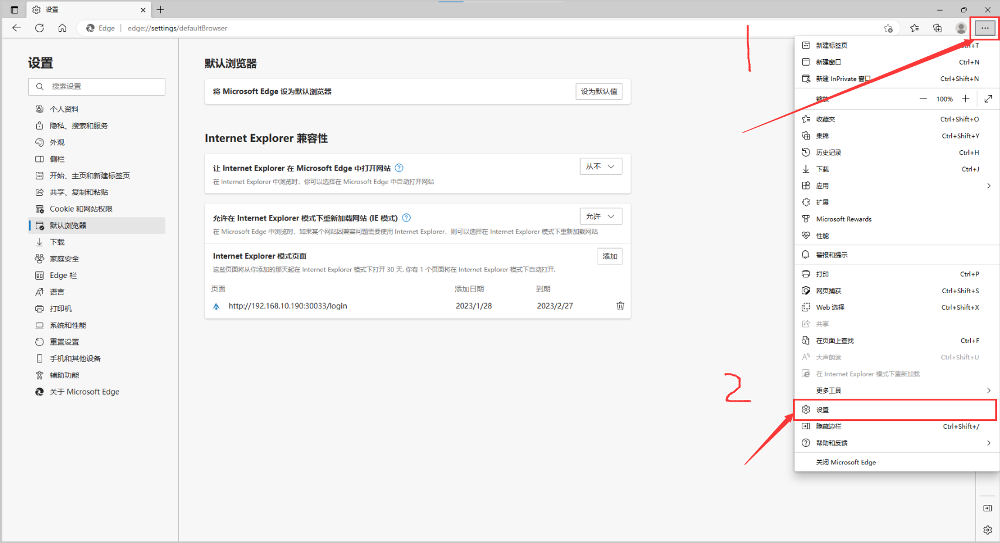 设置
Edge
edge://settings/defaultBrowser
1
设置
搜索设置
个人资料
隐私、搜索和服务
外观
侧栏
开始、主页和新建标签页
共享、复制和粘贴
Cookie 和网站权限
默认浏览器
下载
家庭安全
Edge 栏
语言
打印机
系统和性能
重置设置
手机和其他设备
辅助功能
关于 Microsoft Edge
默认浏览器
将 Microsoft Edge 设为默认浏览器
设为默认值
Internet Explorer 兼容性
让 Internet Explorer 在 Microsoft Edge 中打开网站
从不
在 Internet Explorer 中浏览时，你可以选择在 Microsoft Edge 中自动打开网站
允许在 Internet Explorer 模式下重新加载网站 (IE 模式)
允许
在 Microsoft Edge 中浏览时，如果某个网站因兼容问题需要使用 Internet Explorer，则可以选择在 Internet Explorer 模式下重新加载网站
Internet Explorer 模式页面
添加
这些页面将从你添加的那天起在 Internet Explorer 模式下打开 30 天. 你有 1 个页面将在 Internet Explorer 模式下自动打开.
页面 添加日期 到期
http://192.168.10.190:30033/login 2023/1/28 2023/2/27
新建标签页 Ctrl+T
新建窗口 Ctrl+N
新建 InPrivate 窗口 Ctrl+Shift+N
缩放 100%
收藏夹 Ctrl+Shift+O
集锦 Ctrl+Shift+Y
历史记录 Ctrl+H
下载 Ctrl+J
应用
扩展
Microsoft Rewards
性能
警报和提示
打印 Ctrl+P
网页捕获 Ctrl+Shift+S
Web 选择 Ctrl+Shift+X
共享
在页面上查找 Ctrl+F
大声朗读 Ctrl+Shift+U
在 Internet Explorer 模式下重新加载
更多工具
2
设置
隐藏边栏 Ctrl+Shift+/
帮助和反馈
关闭 Microsoft Edge